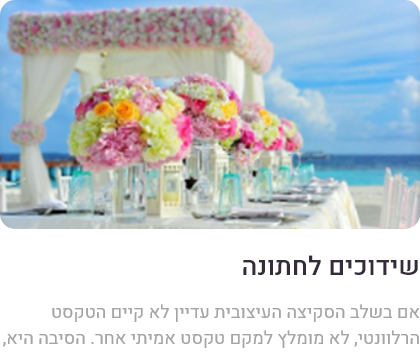 שידוכים לחתונה
אם בשלב הסקיצה העיצובית עדיין לא קיים הטקסט
הרלוונטי, לא מומלץ למקם טקסט אמיתי אחר. הסיבה היא,